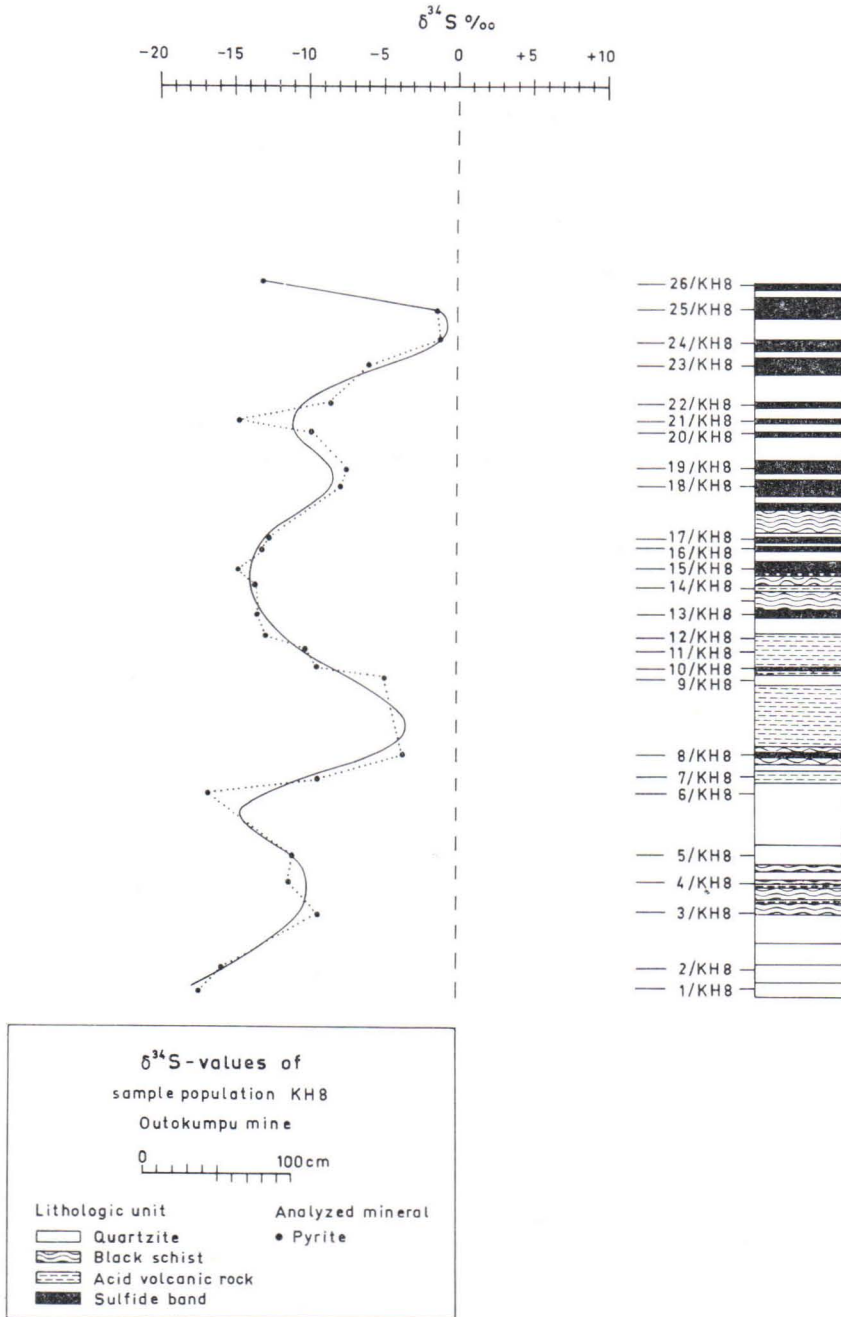 δ³⁴S ‰
-20 -15 -10 -5 0 +5 +10
26/KH8
25/KH8
24/KH8
23/KH8
22/KH8
21/KH8
20/KH8
19/KH8
18/KH8
17/KH8
16/KH8
15/KH8
14/KH8
13/KH8
12/KH8
11/KH8
10/KH8
9/KH8
8/KH8
7/KH8
6/KH8
5/KH8
4/KH8
3/KH8
2/KH8
1/KH8
δ³⁴S-values of
sample population KH8
Outokumpu mine
0 100cm
Lithologic unit Analyzed mineral
Quartzite Pyrite
Black schist
Acid volcanic rock
Sulfide band